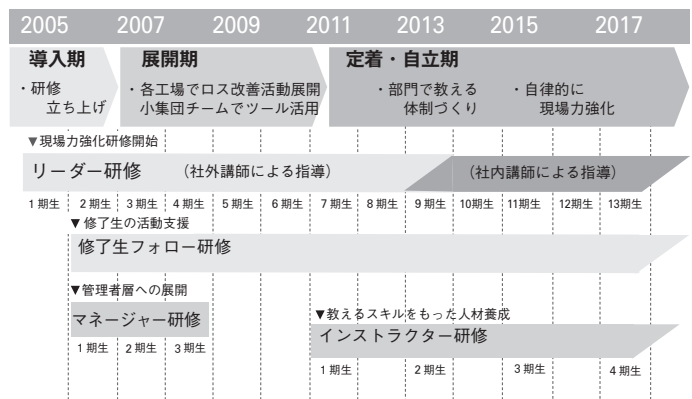 2005 2007 2009 2011 2013 2015 2017
導入期
・研修
立ち上げ
展開期
・各工場でロス改善活動展開
小集団チームでツール活用
定着・自立期
・部門で教える
体制づくり
・自律的に
現場力強化
▼現場力強化研修開始
リーダー研修 (社外講師による指導) (社内講師による指導)
1期生 2期生 3期生 4期生 5期生 6期生 7期生 8期生 9期生 10期生 11期生 12期生 13期生
▼修了生の活動支援
修了生フォロー研修
▼管理者層への展開
マネージャー研修
1期生 2期生 3期生
▼教えるスキルをもった人材養成
インストラクター研修
1期生 2期生 3期生 4期生